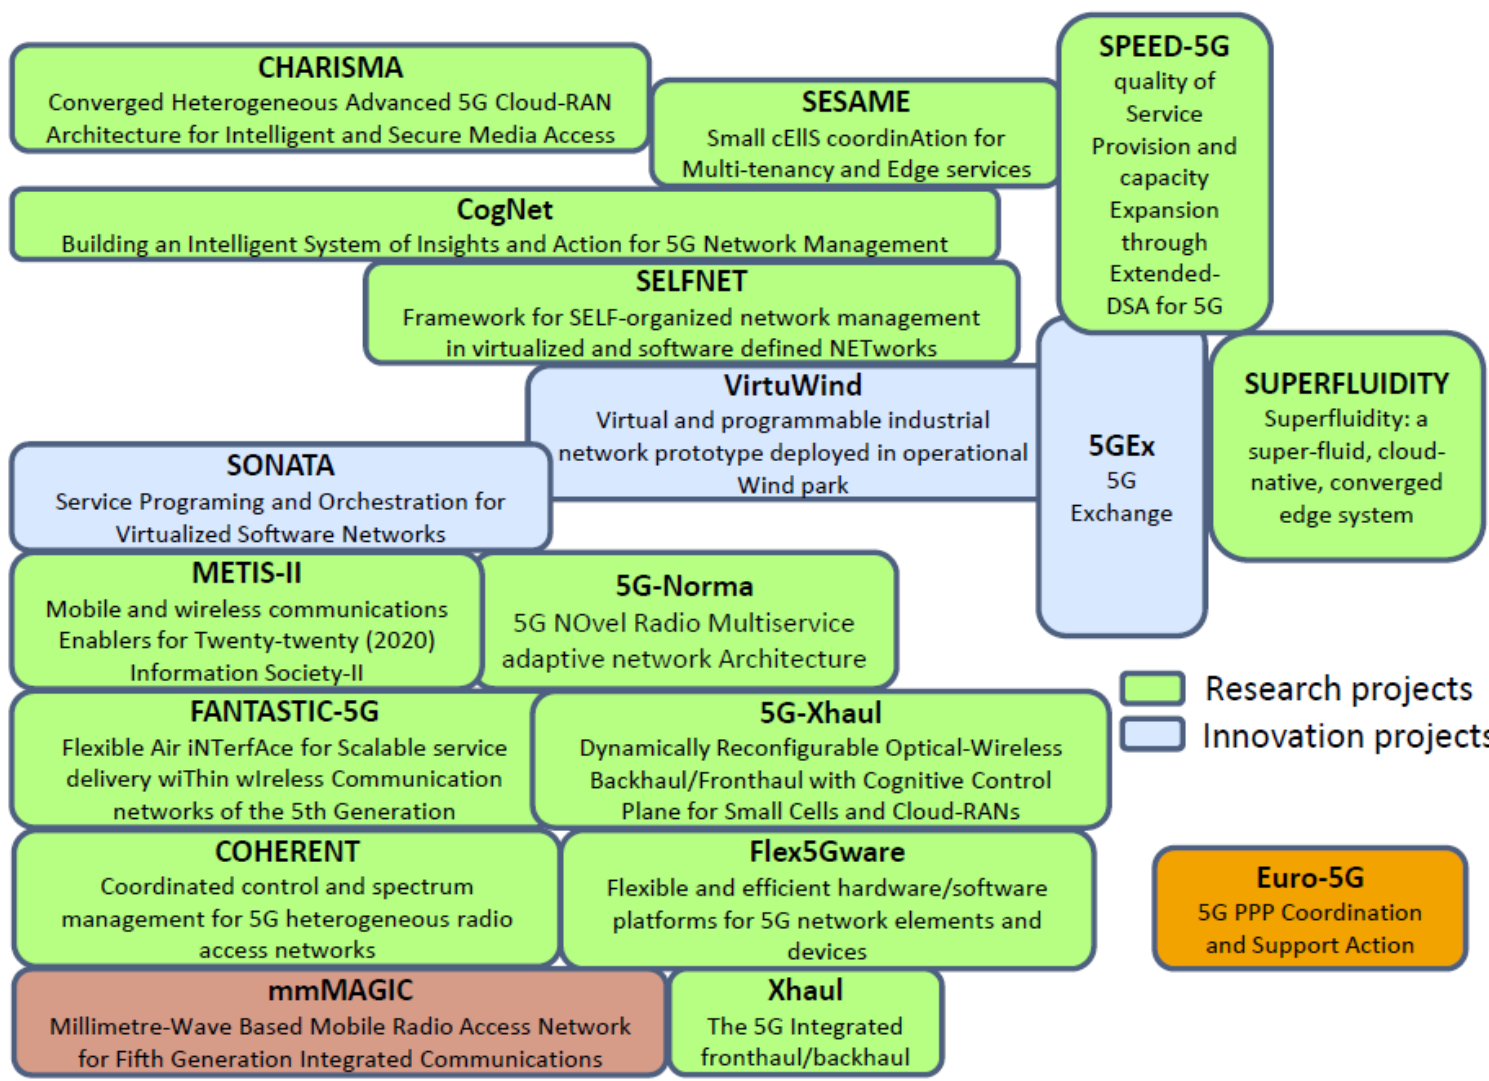 CHARISMA
Converged Heterogeneous Advanced 5G Cloud-RAN
Architecture for Intelligent and Secure Media Access
SESAME
Small cEllS coordinAtion for
Multi-tenancy and Edge services
SPEED-5G
quality of
Service
Provision and
capacity
Expansion
through
Extended-
DSA for 5G
CogNet
Building an Intelligent System of Insights and Action for 5G Network Management
SELFNET
Framework for SELF-organized network management
in virtualized and software defined NETworks
VirtuWind
Virtual and programmable industrial
network prototype deployed in operational
Wind park
5GEx
5G
Exchange
SUPERFLUIDITY
Superfluidity: a
super-fluid, cloud-
native, converged
edge system
SONATA
Service Programing and Orchestration for
Virtualized Software Networks
METIS-II
Mobile and wireless communications
Enablers for Twenty-twenty (2020)
Information Society-II
5G-Norma
5G NOvel Radio Multiservice
adaptive network Architecture
Research projects
Innovation projects
FANTASTIC-5G
Flexible Air iNTerfAce for Scalable service
delivery wiThin wIreless Communication
networks of the 5th Generation
5G-Xhaul
Dynamically Reconfigurable Optical-Wireless
Backhaul/Fronthaul with Cognitive Control
Plane for Small Cells and Cloud-RANs
COHERENT
Coordinated control and spectrum
management for 5G heterogeneous radio
access networks
Flex5Gware
Flexible and efficient hardware/software
platforms for 5G network elements and
devices
Euro-5G
5G PPP Coordination
and Support Action
mmMAGIC
Millimetre-Wave Based Mobile Radio Access Network
for Fifth Generation Integrated Communications
Xhaul
The 5G Integrated
fronthaul/backhaul